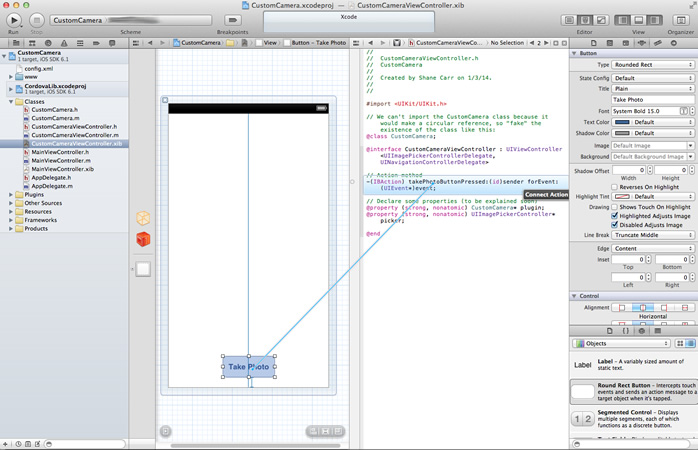 CustomCamera.xcodeproj — CustomCameraViewController.xib
Run
Stop
Scheme
Breakpoints
Xcode
Editor
View
Organizer
CustomCamera
1 target, iOS SDK 6.1
config.xml
www
CordovaLib.xcodeproj
1 target, iOS SDK 6.1
Classes
CustomCamera.h
CustomCamera.m
CustomCameraViewController.h
CustomCameraViewController.m
CustomCameraViewController.xib
MainViewController.h
MainViewController.m
AppDelegate.h
AppDelegate.m
Plugins
Other Sources
Resources
Frameworks
Products
CustomCamera
View
Button – Take Photo
Take Photo
CustomCameraViewCo...
No Selection
2
//
// CustomCameraViewController.h
// CustomCamera
//
// Created by Shane Carr on 1/3/14.
//
//
#import <UIKit/UIKit.h>
// We can't import the CustomCamera class because it
would make a circular reference, so "fake" the
existence of the class like this:
@class CustomCamera;
@interface CustomCameraViewController : UIViewController
<UIImagePickerControllerDelegate,
UINavigationControllerDelegate>
// Action method
-(IBAction) takePhotoButtonPressed:(id)sender forEvent:
(UIEvent*)event;
Connect Action
// Declare some properties (to be explained soon)
@property (strong, nonatomic) CustomCamera* plugin;
@property (strong, nonatomic) UIImagePickerController*
picker;
@end
Button
Type
Rounded Rect
State Config
Default
Title
Plain
Take Photo
Font
System Bold 15.0
Text Color
Default
Shadow Color
Default
Image
Default Image
Background
Default Background Image
Shadow Offset
0
0
Width
Height
Reverses On Highlight
Highlight Tint
Default
Drawing
Shows Touch On Highlight
Highlighted Adjusts Image
Disabled Adjusts Image
Line Break
Truncate Middle
Edge
Content
Inset
0
0
Top
Bottom
0
0
Left
Right
Control
Alignment
Horizontal
Objects
Label
Label – A variably sized amount of
static text.
Round Rect Button – Intercepts touch
events and sends an action message to a
target object when it's tapped.
1 2
Segmented Control – Displays
multiple segments, each of which
functions as a discrete button.